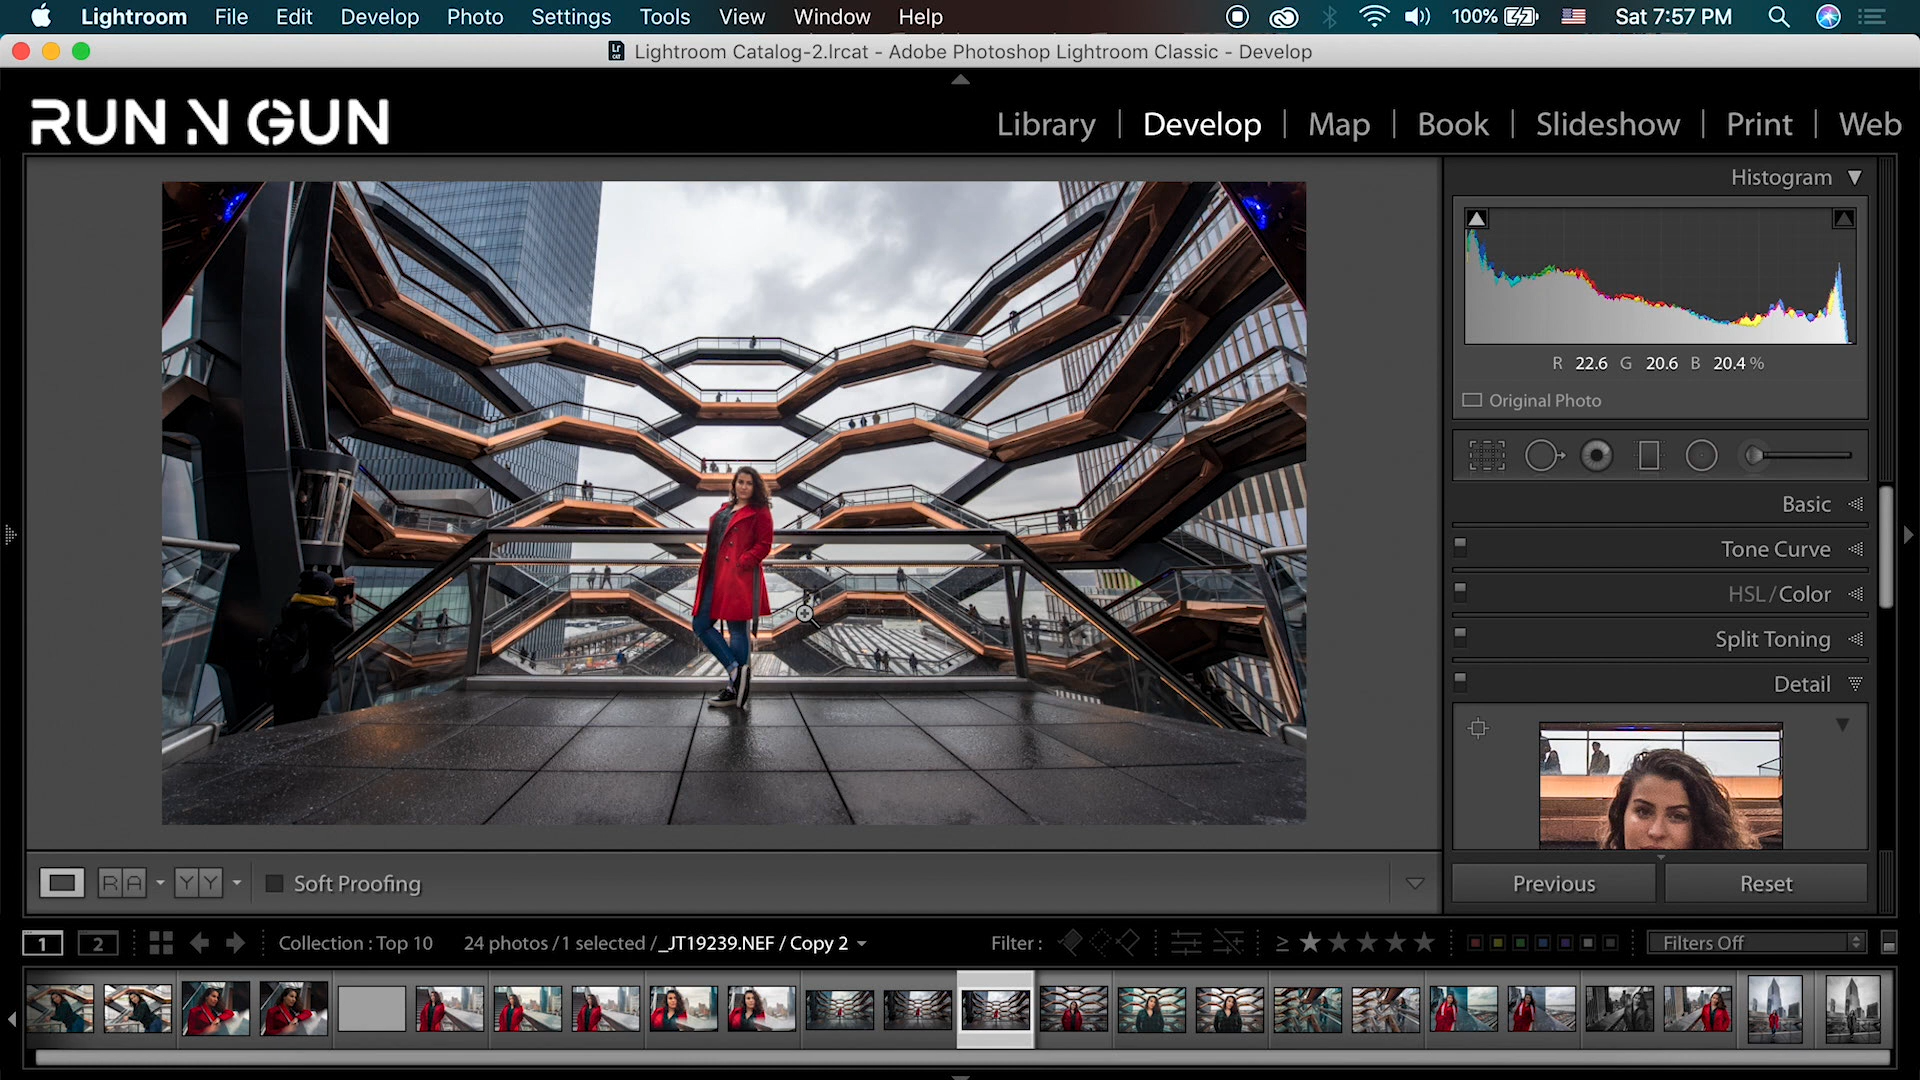 Lightroom File Edit Develop Photo Settings Tools View Window Help 100% Sat 7:57 PM
Lightroom Catalog-2.lrcat - Adobe Photoshop Lightroom Classic - Develop
RUN N GUN
Library | Develop | Map | Book | Slideshow | Print | Web
Histogram
R 22.6 G 20.6 B 20.4 %
Original Photo
Basic
Tone Curve
HSL / Color
Split Toning
Detail
R A Y Y Soft Proofing
Previous Reset
1 2 Collection : Top 10 24 photos / 1 selected / _JT19239.NEF / Copy 2 Filter : ≥ Filters Off